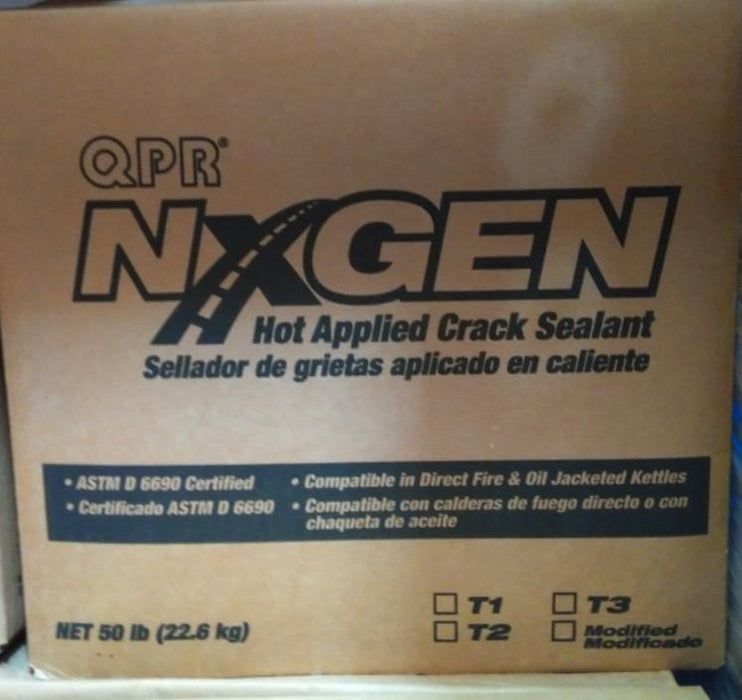 QPR®
NXGEN
Hot Applied Crack Sealant
Sellador de grietas aplicado en caliente
• ASTM D 6690 Certified
• Certificado ASTM D 6690
• Compatible in Direct Fire & Oil Jacketed Kettles
• Compatible con calderas de fuego directo o con
chaqueta de aceite
NET 50 lb (22.6 kg)
T1
T2
T3
Modified
Modificado